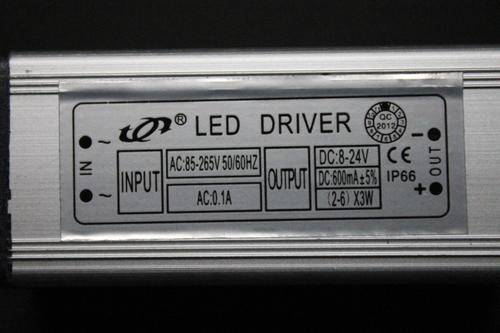 ® LED DRIVER
QC
2012
IN
~
~
INPUT
AC:85-265V 50/60HZ
AC:0.1A
OUTPUT
DC:8-24V
DC:600mA±5%
(2-6) X3W
CE
IP66
−
OUT
+